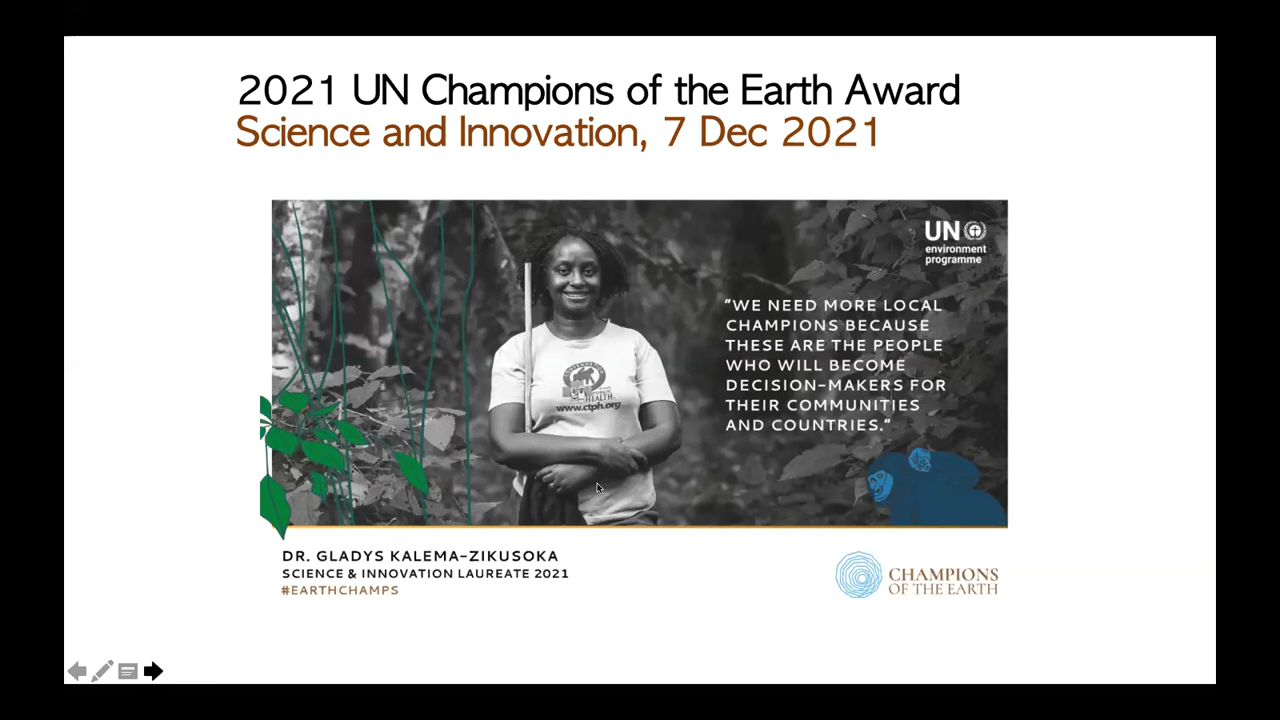 2021 UN Champions of the Earth Award
Science and Innovation, 7 Dec 2021
UN
environment
programme
"WE NEED MORE LOCAL
CHAMPIONS BECAUSE
THESE ARE THE PEOPLE
WHO WILL BECOME
DECISION-MAKERS FOR
THEIR COMMUNITIES
AND COUNTRIES."
PUBLIC
HEALTH
www.ctph.org
DR. GLADYS KALEMA-ZIKUSOKA
SCIENCE & INNOVATION LAUREATE 2021
#EARTHCHAMPS
CHAMPIONS
OF THE EARTH